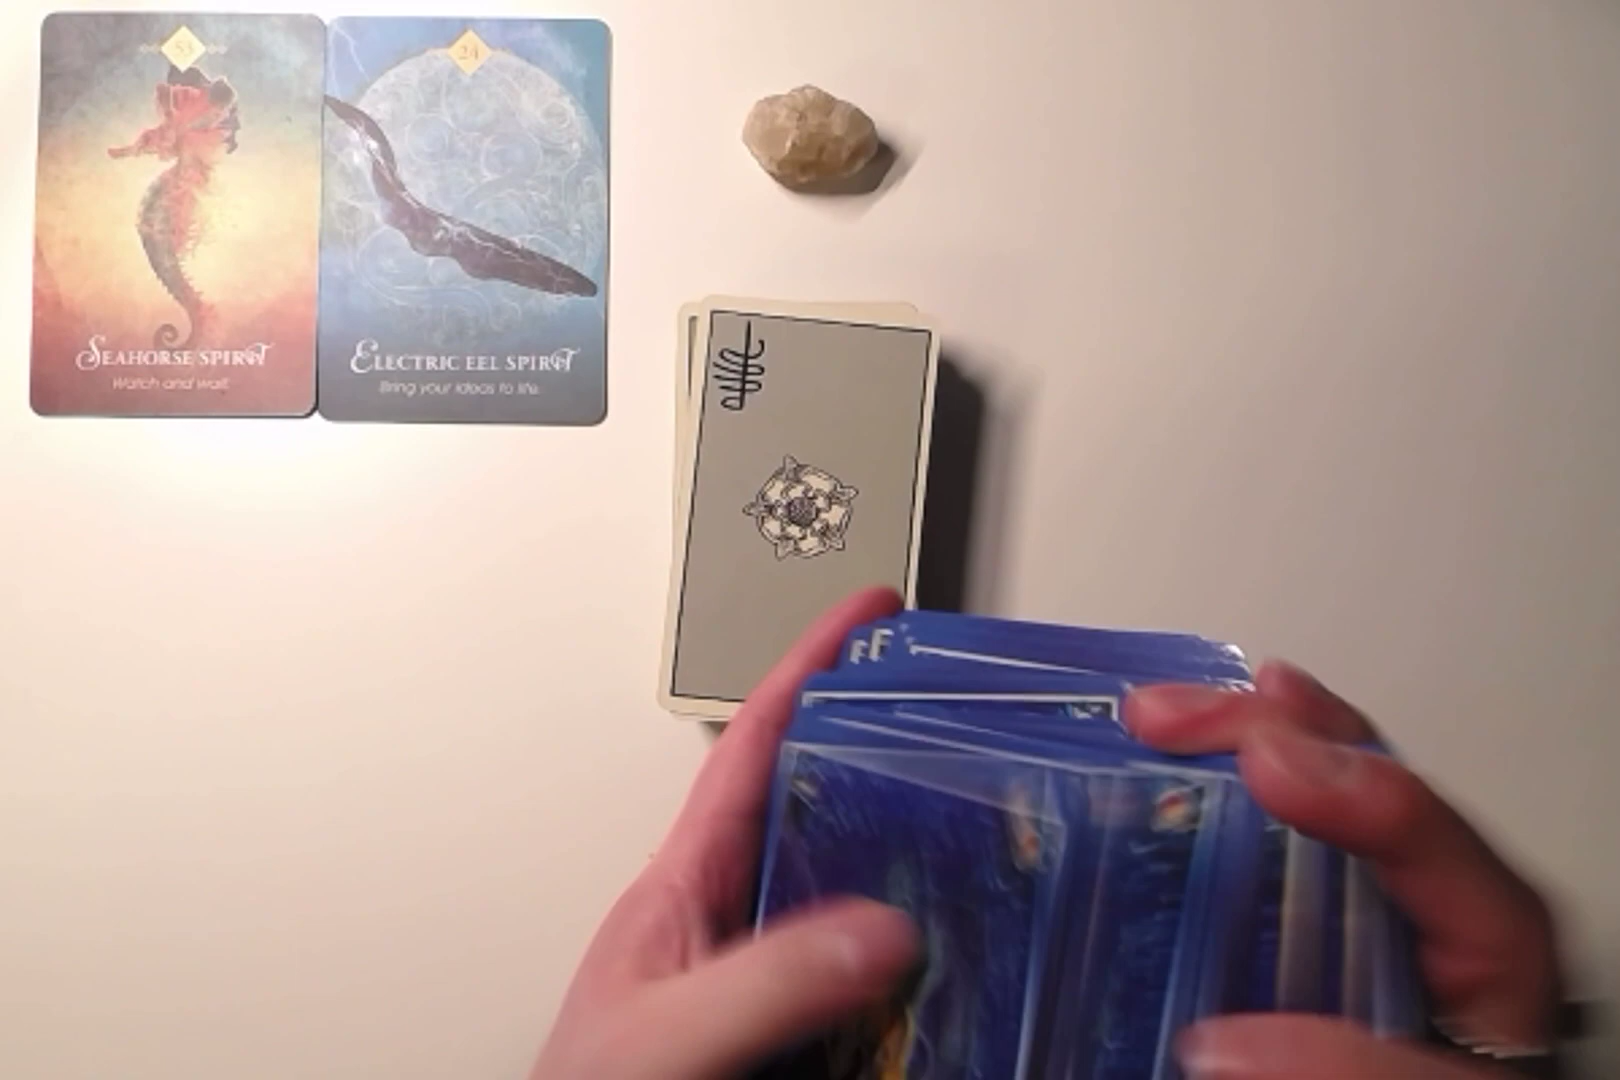 53
SEAHORSE SPIRIT
Watch and wait.
24
ELECTRIC EEL SPIRIT
Bring your ideas to life.